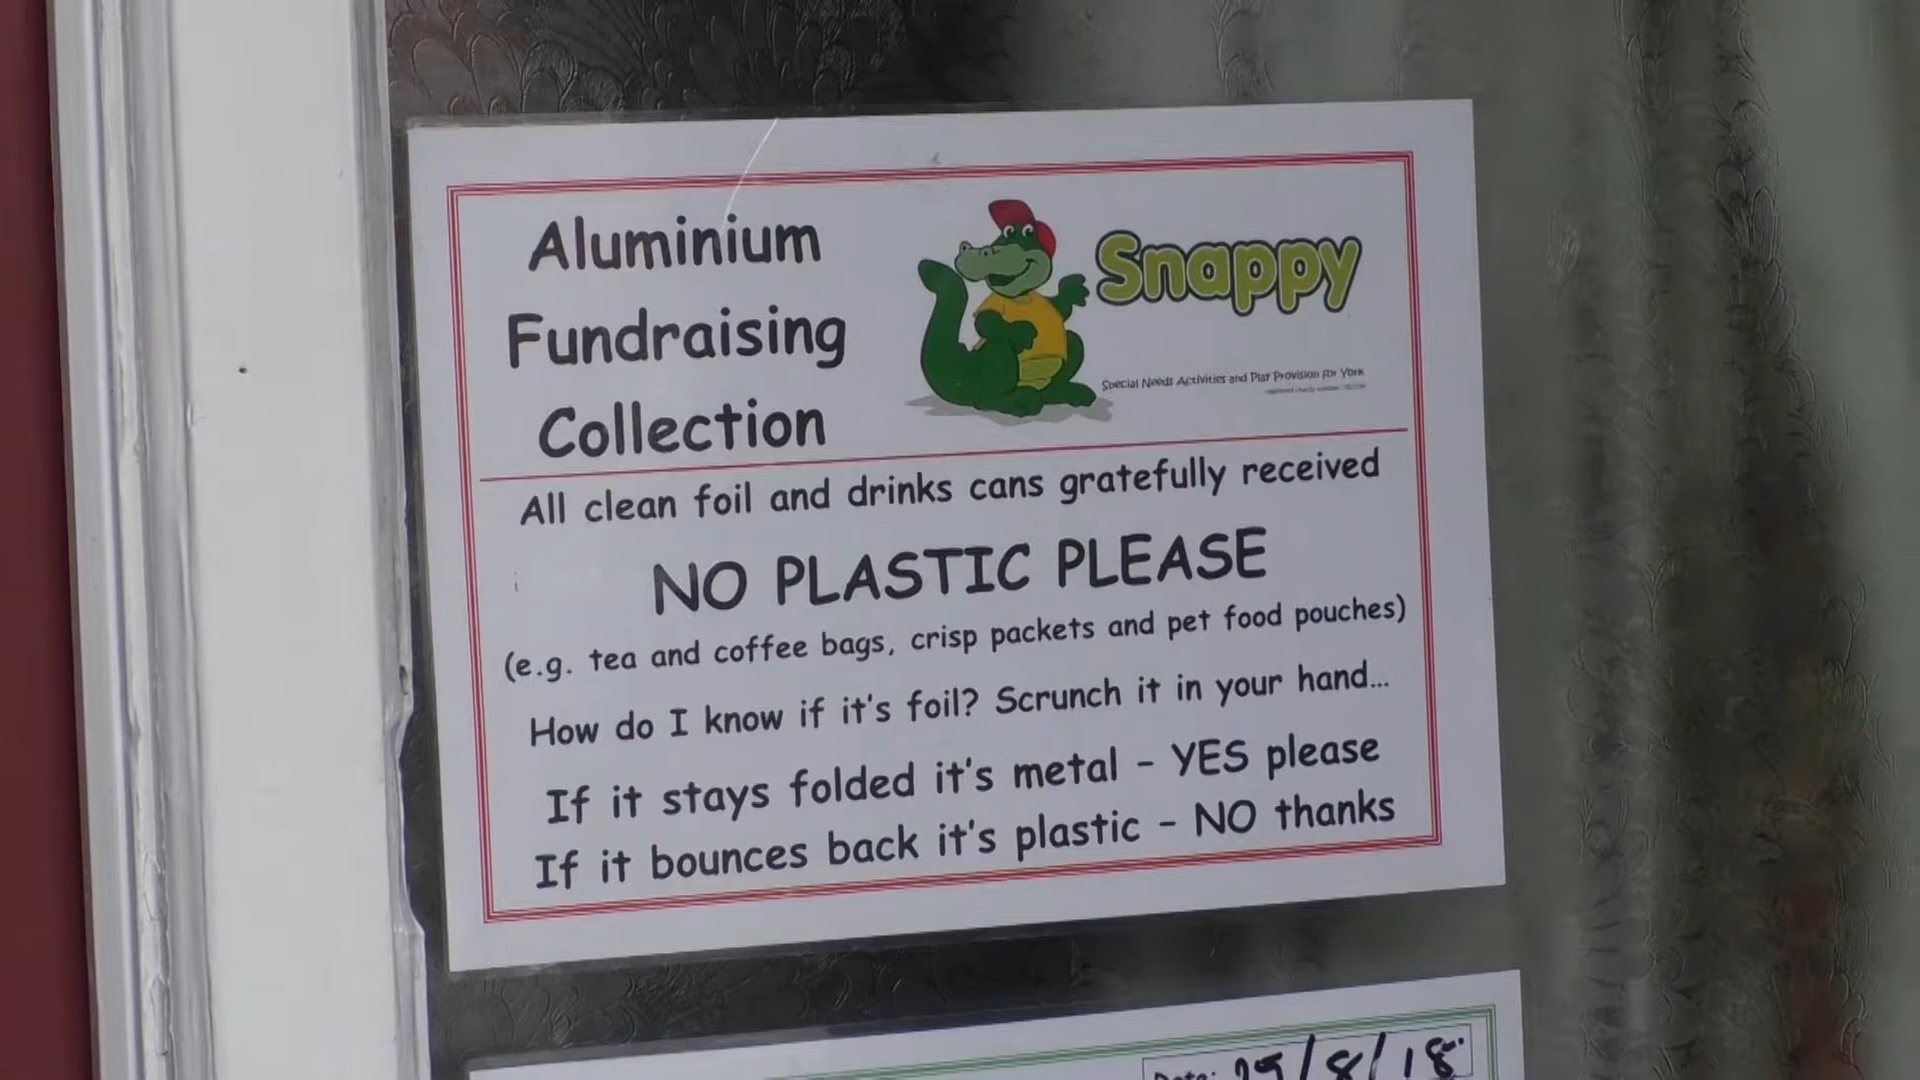 Aluminium
Fundraising
Collection
Snappy
Special Needs Activities and Play Provision for York
All clean foil and drinks cans gratefully received
NO PLASTIC PLEASE
(e.g. tea and coffee bags, crisp packets and pet food pouches)
How do I know if it's foil? Scrunch it in your hand...
If it stays folded it's metal - YES please
If it bounces back it's plastic - NO thanks
Date: 29/8/18